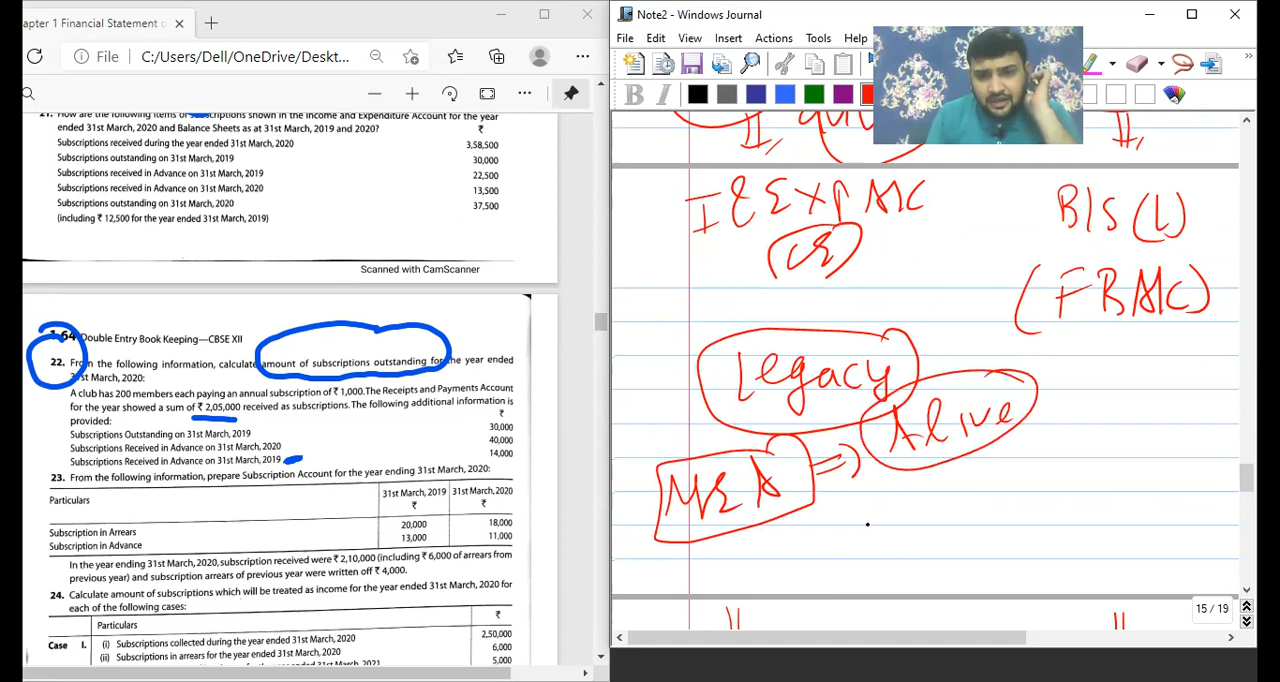 apter 1 Financial Statement o
File
C:/Users/Dell/OneDrive/Deskt...
21. How are the following items of subscriptions shown in the Income and Expenditure Account for the year
ended 31st March, 2020 and Balance Sheets as at 31st March, 2019 and 2020? ₹
Subscriptions received during the year ended 31st March, 2020 3,58,500
Subscriptions outstanding on 31st March, 2019 30,000
Subscriptions received in Advance on 31st March, 2019 22,500
Subscriptions received in Advance on 31st March, 2020 13,500
Subscriptions outstanding on 31st March, 2020 37,500
(including ₹ 12,500 for the year ended 31st March, 2019)
Scanned with CamScanner
1.64 Double Entry Book Keeping—CBSE XII
22. From the following information, calculate amount of subscriptions outstanding for the year ended
31st March, 2020:
A club has 200 members each paying an annual subscription of ₹ 1,000. The Receipts and Payments Account
for the year showed a sum of ₹ 2,05,000 received as subscriptions. The following additional information is
provided: ₹
Subscriptions Outstanding on 31st March, 2019 30,000
Subscriptions Received in Advance on 31st March, 2020 40,000
Subscriptions Received in Advance on 31st March, 2019 14,000
23. From the following information, prepare Subscription Account for the year ending 31st March, 2020:
Particulars 31st March, 2019 31st March, 2020
₹ ₹
Subscription in Arrears 20,000 18,000
Subscription in Advance 13,000 11,000
In the year ending 31st March, 2020, subscription received were ₹ 2,10,000 (including ₹ 6,000 of arrears from
previous year) and subscription arrears of previous year were written off ₹ 4,000.
24. Calculate amount of subscriptions which will be treated as income for the year ended 31st March, 2020 for
each of the following cases:
Particulars ₹
Case I. (i) Subscriptions collected during the year ended 31st March, 2020 2,50,000
(ii) Subscriptions in arrears for the year ended 31st March, 2020 6,000
5,000
Note2 - Windows Journal
File Edit View Insert Actions Tools Help
B I
I & Exp A/C B/S (L)
(CR) (FB A/C)
Legacy
Alive
Mr A ⇒
15 / 19